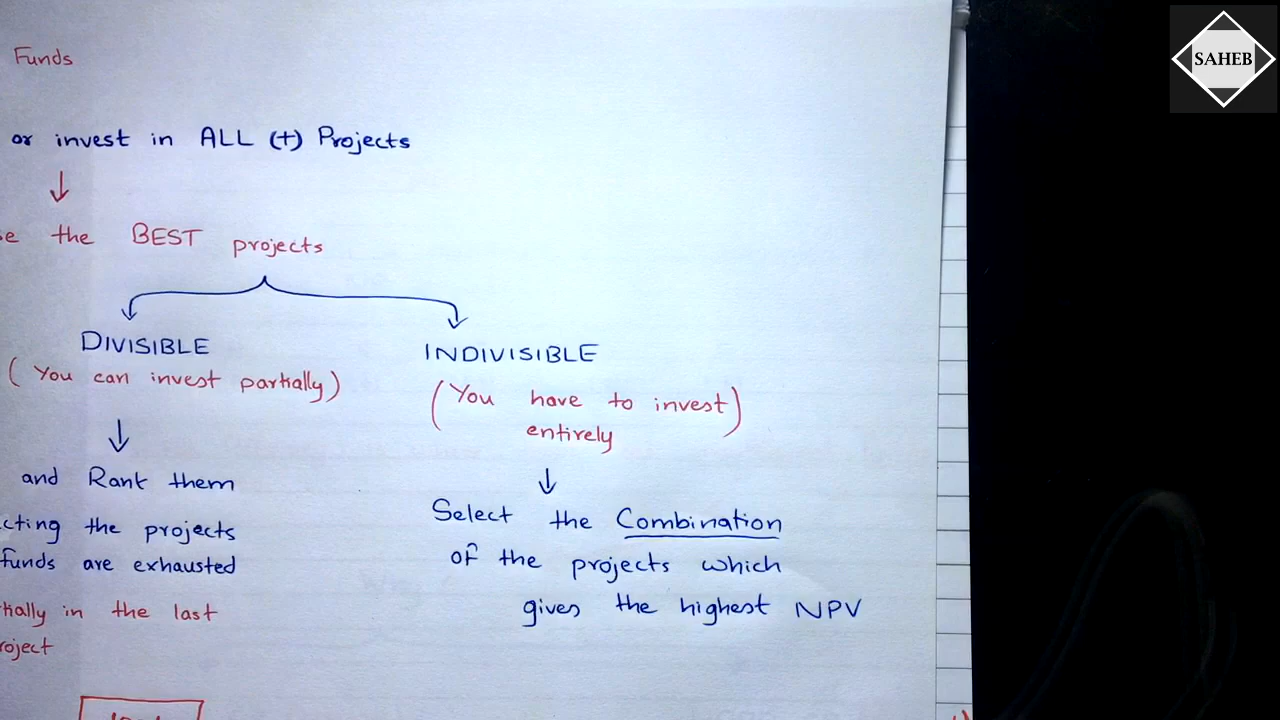 Funds
SAHEB
or invest in ALL (+) Projects
the BEST projects
DIVISIBLE
(You can invest partially)
INDIVISIBLE
(You have to invest)
entirely
and Rank them
the projects
funds are exhausted
in the last
Select the Combination
of the projects which
gives the highest NPV